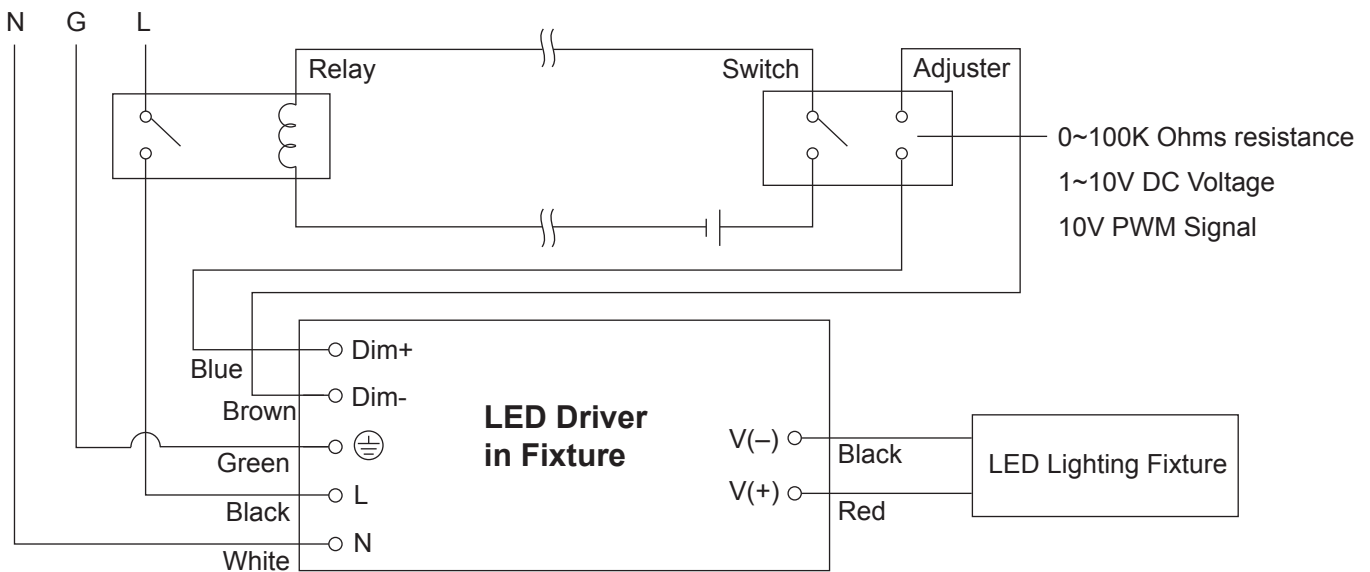 N G L
Relay
Switch
Adjuster
0~100K Ohms resistance
1~10V DC Voltage
10V PWM Signal
Blue
Dim+
Brown
Dim-
Green
Black
L
White
N
LED Driver
in Fixture
V(–)
Black
V(+)
Red
LED Lighting Fixture